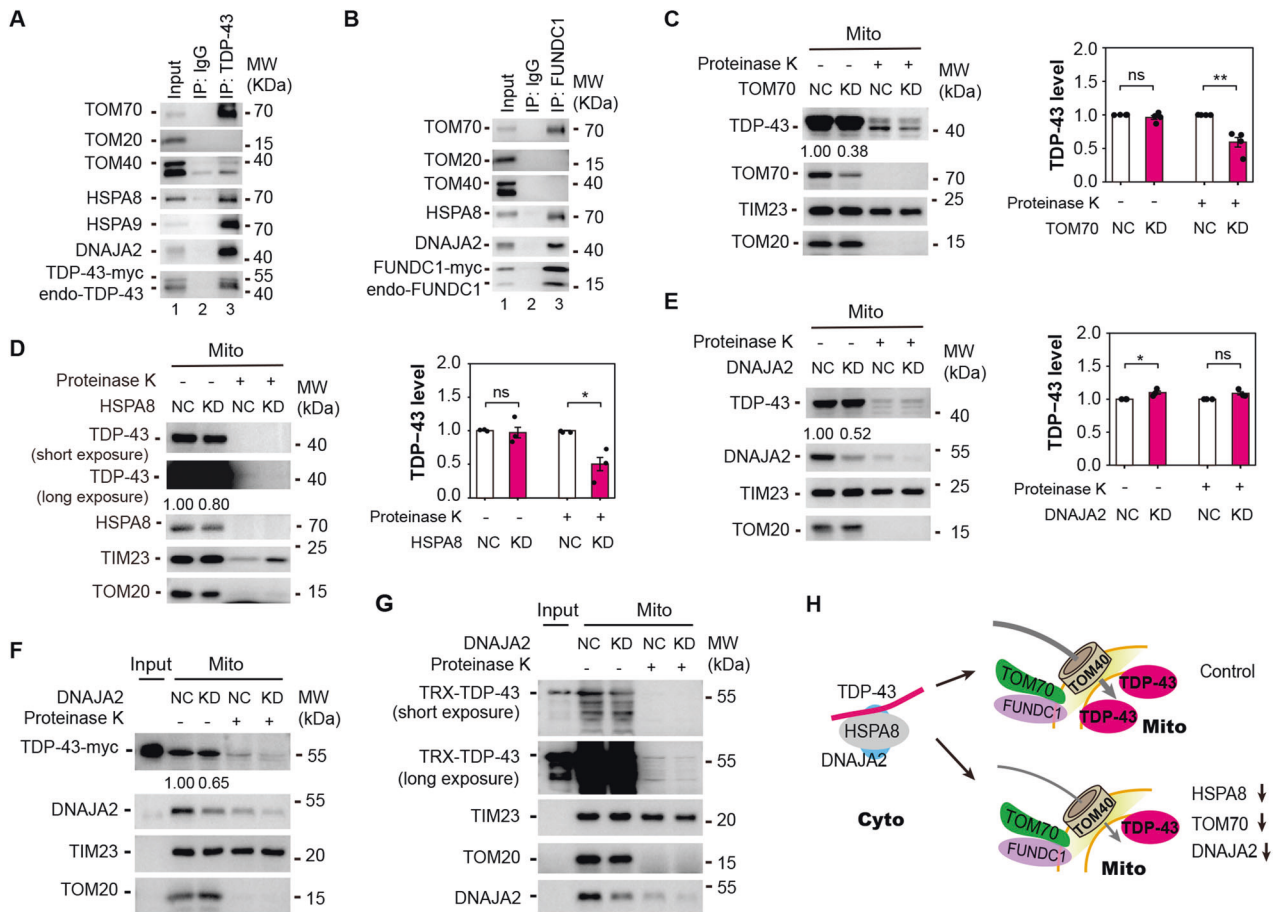 A
Input
IP: IgG
IP: TDP-43
MW
(KDa)
TOM70
- 70
TOM20
- 15
TOM40
- 40
HSPA8
- 70
HSPA9
- 70
DNAJA2
- 40
TDP-43-myc
- 55
endo-TDP-43
- 40
1 2 3
B
Input
IP: IgG
IP: FUNDC1
MW
(KDa)
TOM70
- 70
TOM20
- 15
TOM40
- 40
HSPA8
- 70
DNAJA2
- 40
FUNDC1-myc
endo-FUNDC1
- 15
1 2 3
C
Mito
Proteinase K - - + +
MW
(kDa)
TOM70 NC KD NC KD
TDP-43
- 40
1.00 0.38
TOM70
- 70
- 25
TIM23
TOM20
- 15
TDP-43 level
2.0
1.5
1.0
0.5
0.0
ns
**
Proteinase K - - + +
TOM70 NC KD NC KD
D
Mito
Proteinase K - - + +
MW
(kDa)
HSPA8 NC KD NC KD
TDP-43
(short exposure)
- 40
TDP-43
(long exposure)
- 40
1.00 0.80
HSPA8
- 70
- 25
TIM23
TOM20
- 15
TDP-43 level
2.0
1.5
1.0
0.5
0.0
ns
*
Proteinase K - - + +
HSPA8 NC KD NC KD
E
Mito
Proteinase K - - + +
MW
(kDa)
DNAJA2 NC KD NC KD
TDP-43
- 40
1.00 0.52
- 55
DNAJA2
TIM23
- 25
TOM20
- 15
TDP-43 level
2.0
1.5
1.0
0.5
0.0
*
ns
Proteinase K - - + +
DNAJA2 NC KD NC KD
F
Input Mito
DNAJA2 NC KD NC KD
MW
(kDa)
Proteinase K - - + +
TDP-43-myc
- 55
1.00 0.65
- 55
DNAJA2
TIM23
- 20
TOM20
- 15
G
Input Mito
DNAJA2 NC KD NC KD
MW
(kDa)
Proteinase K - - + +
TRX-TDP-43
(short exposure)
- 55
TRX-TDP-43
(long exposure)
- 55
TIM23
- 20
TOM20
- 15
- 55
DNAJA2
H
TDP-43
HSPA8
DNAJA2
Cyto
TOM40
TOM70
FUNDC1
TDP-43
TDP-43
Mito
Control
TOM40
TOM70
FUNDC1
TDP-43
Mito
HSPA8 ↓
TOM70 ↓
DNAJA2 ↓